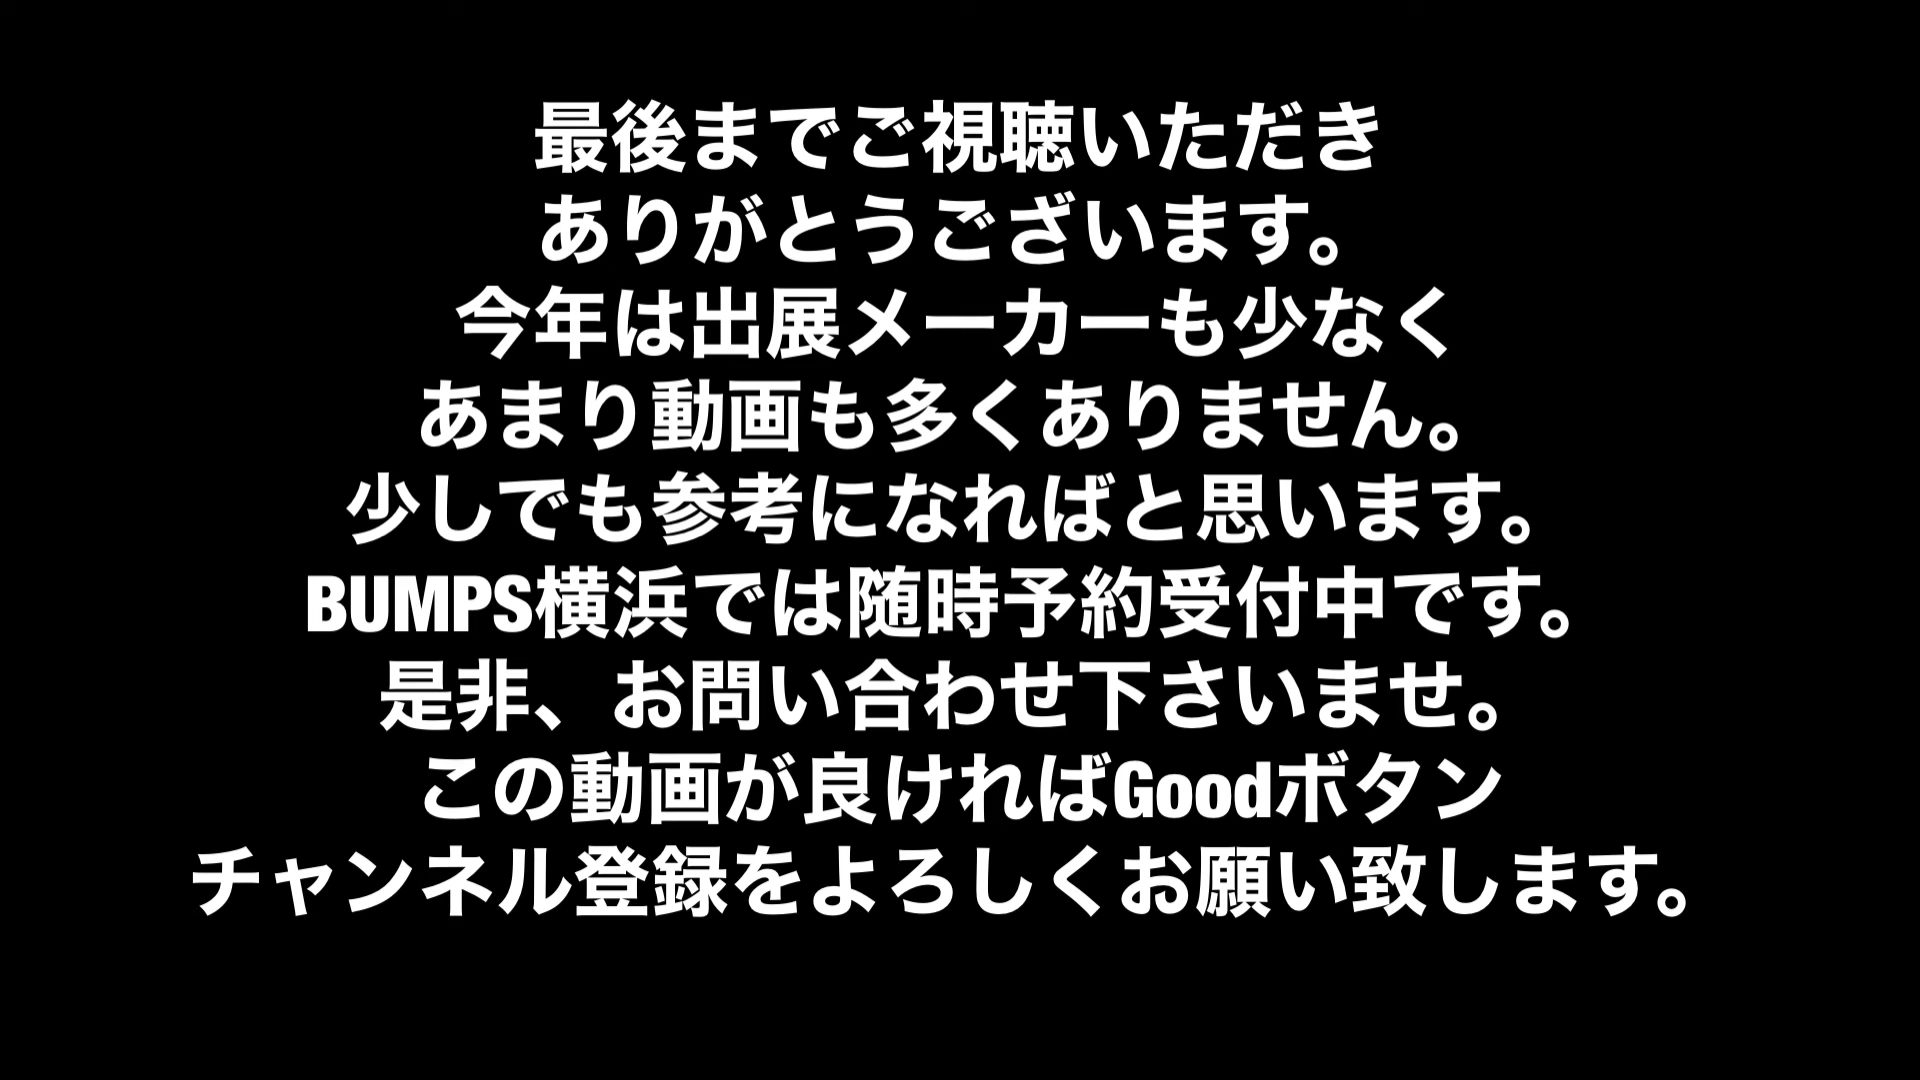 最後までご視聴いただき
ありがとうございます。
今年は出展メーカーも少なく
あまり動画も多くありません。
少しでも参考になればと思います。
BUMPS横浜では随時予約受付中です。
是非、お問い合わせ下さいませ。
この動画が良ければGoodボタン
チャンネル登録をよろしくお願い致します。